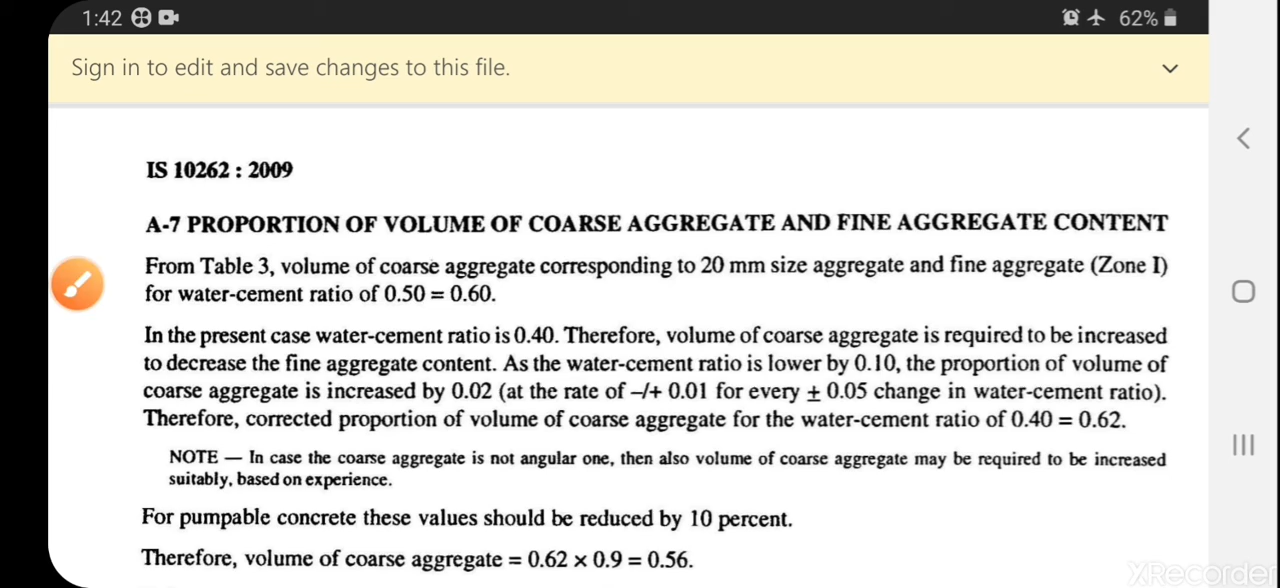 1:42 62%
Sign in to edit and save changes to this file.
IS 10262 : 2009
A-7 PROPORTION OF VOLUME OF COARSE AGGREGATE AND FINE AGGREGATE CONTENT
From Table 3, volume of coarse aggregate corresponding to 20 mm size aggregate and fine aggregate (Zone I)
for water-cement ratio of 0.50 = 0.60.
In the present case water-cement ratio is 0.40. Therefore, volume of coarse aggregate is required to be increased
to decrease the fine aggregate content. As the water-cement ratio is lower by 0.10, the proportion of volume of
coarse aggregate is increased by 0.02 (at the rate of –/+ 0.01 for every ± 0.05 change in water-cement ratio).
Therefore, corrected proportion of volume of coarse aggregate for the water-cement ratio of 0.40 = 0.62.
NOTE — In case the coarse aggregate is not angular one, then also volume of coarse aggregate may be required to be increased
suitably, based on experience.
For pumpable concrete these values should be reduced by 10 percent.
Therefore, volume of coarse aggregate = 0.62 × 0.9 = 0.56.
XRecorder